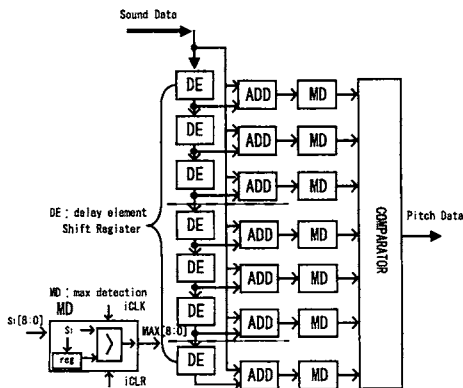 Sound Data
DE
ADD
MD
DE
ADD
MD
DE
ADD
MD
DE : delay element
Shift Register
DE
ADD
MD
COMPARATOR
Pitch Data
DE
ADD
MD
MD : max detection
MD
iCLK
DE
ADD
MD
Si[8:0]
Si
>
MAX[8:0]
reg
DE
ADD
MD
iCLR